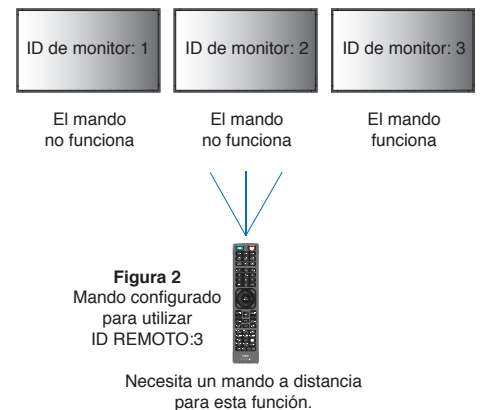 ID de monitor: 1
ID de monitor: 2
ID de monitor: 3
El mando
no funciona
El mando
no funciona
El mando
funciona
Figura 2
Mando configurado
para utilizar
ID REMOTO:3
Necesita un mando a distancia
para esta función.